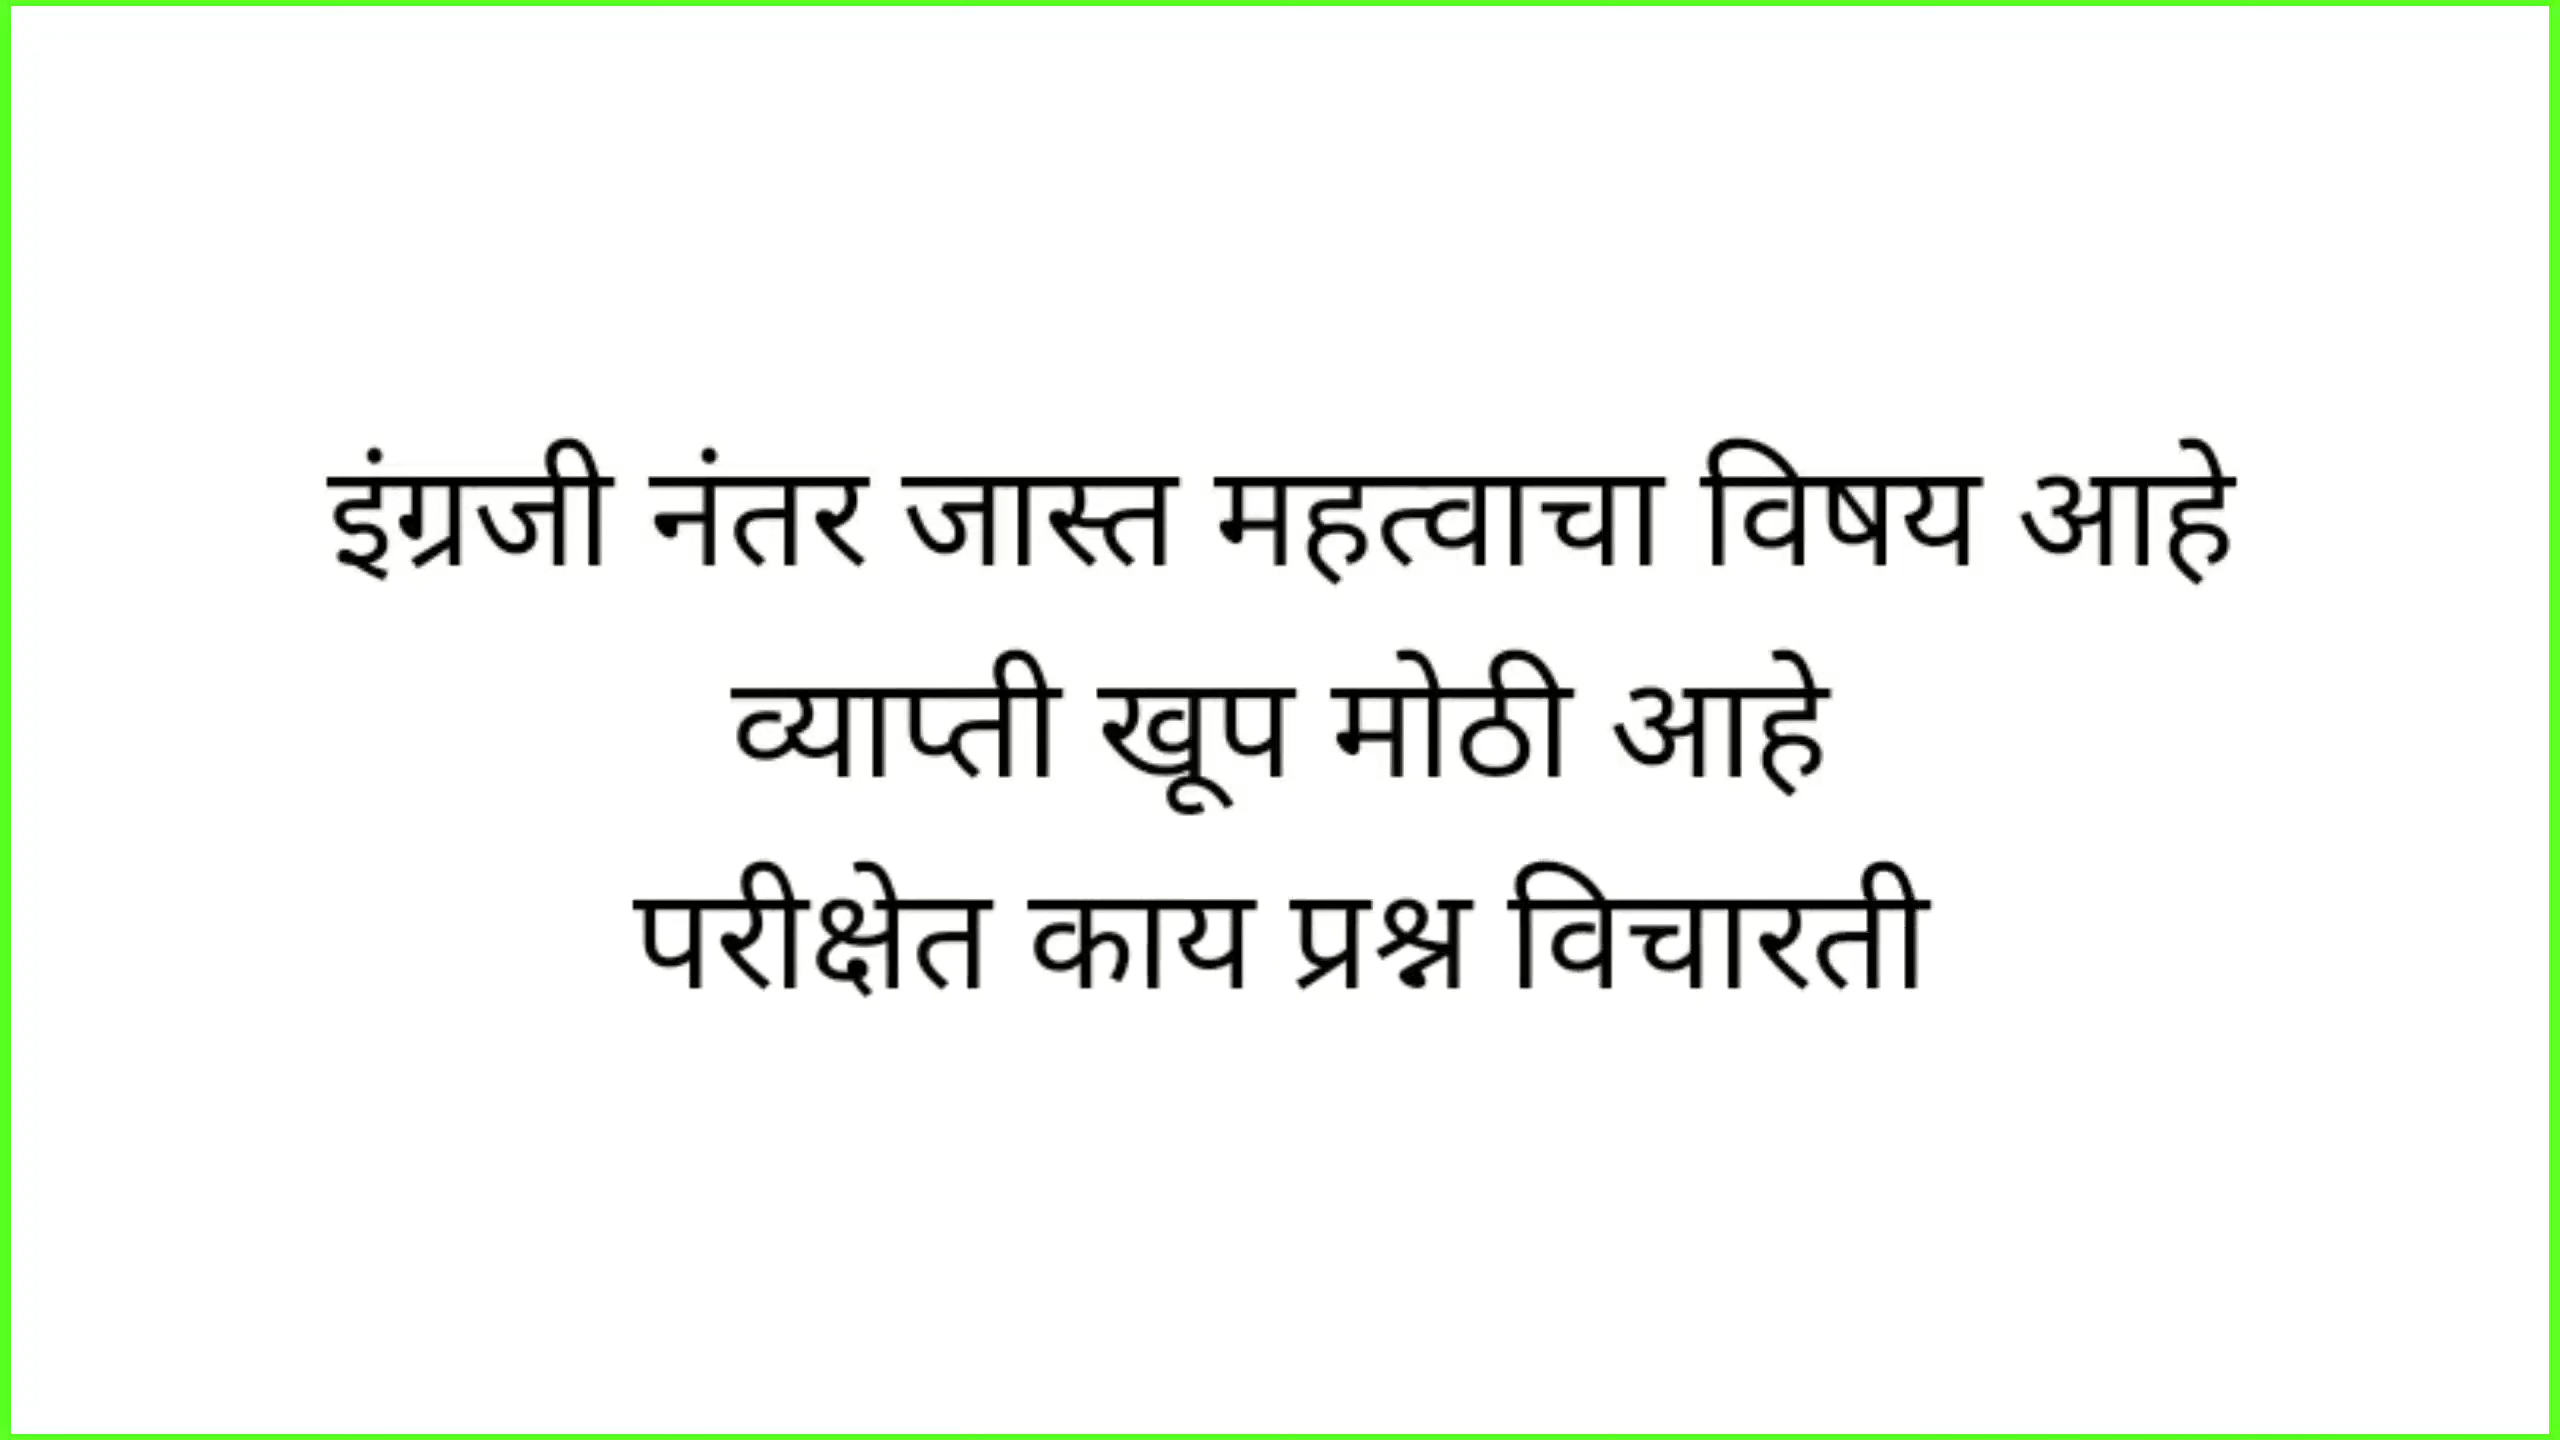 इंग्रजी नंतर जास्त महत्वाचा विषय आहे
व्याप्ती खूप मोठी आहे
परीक्षेत काय प्रश्न विचारती